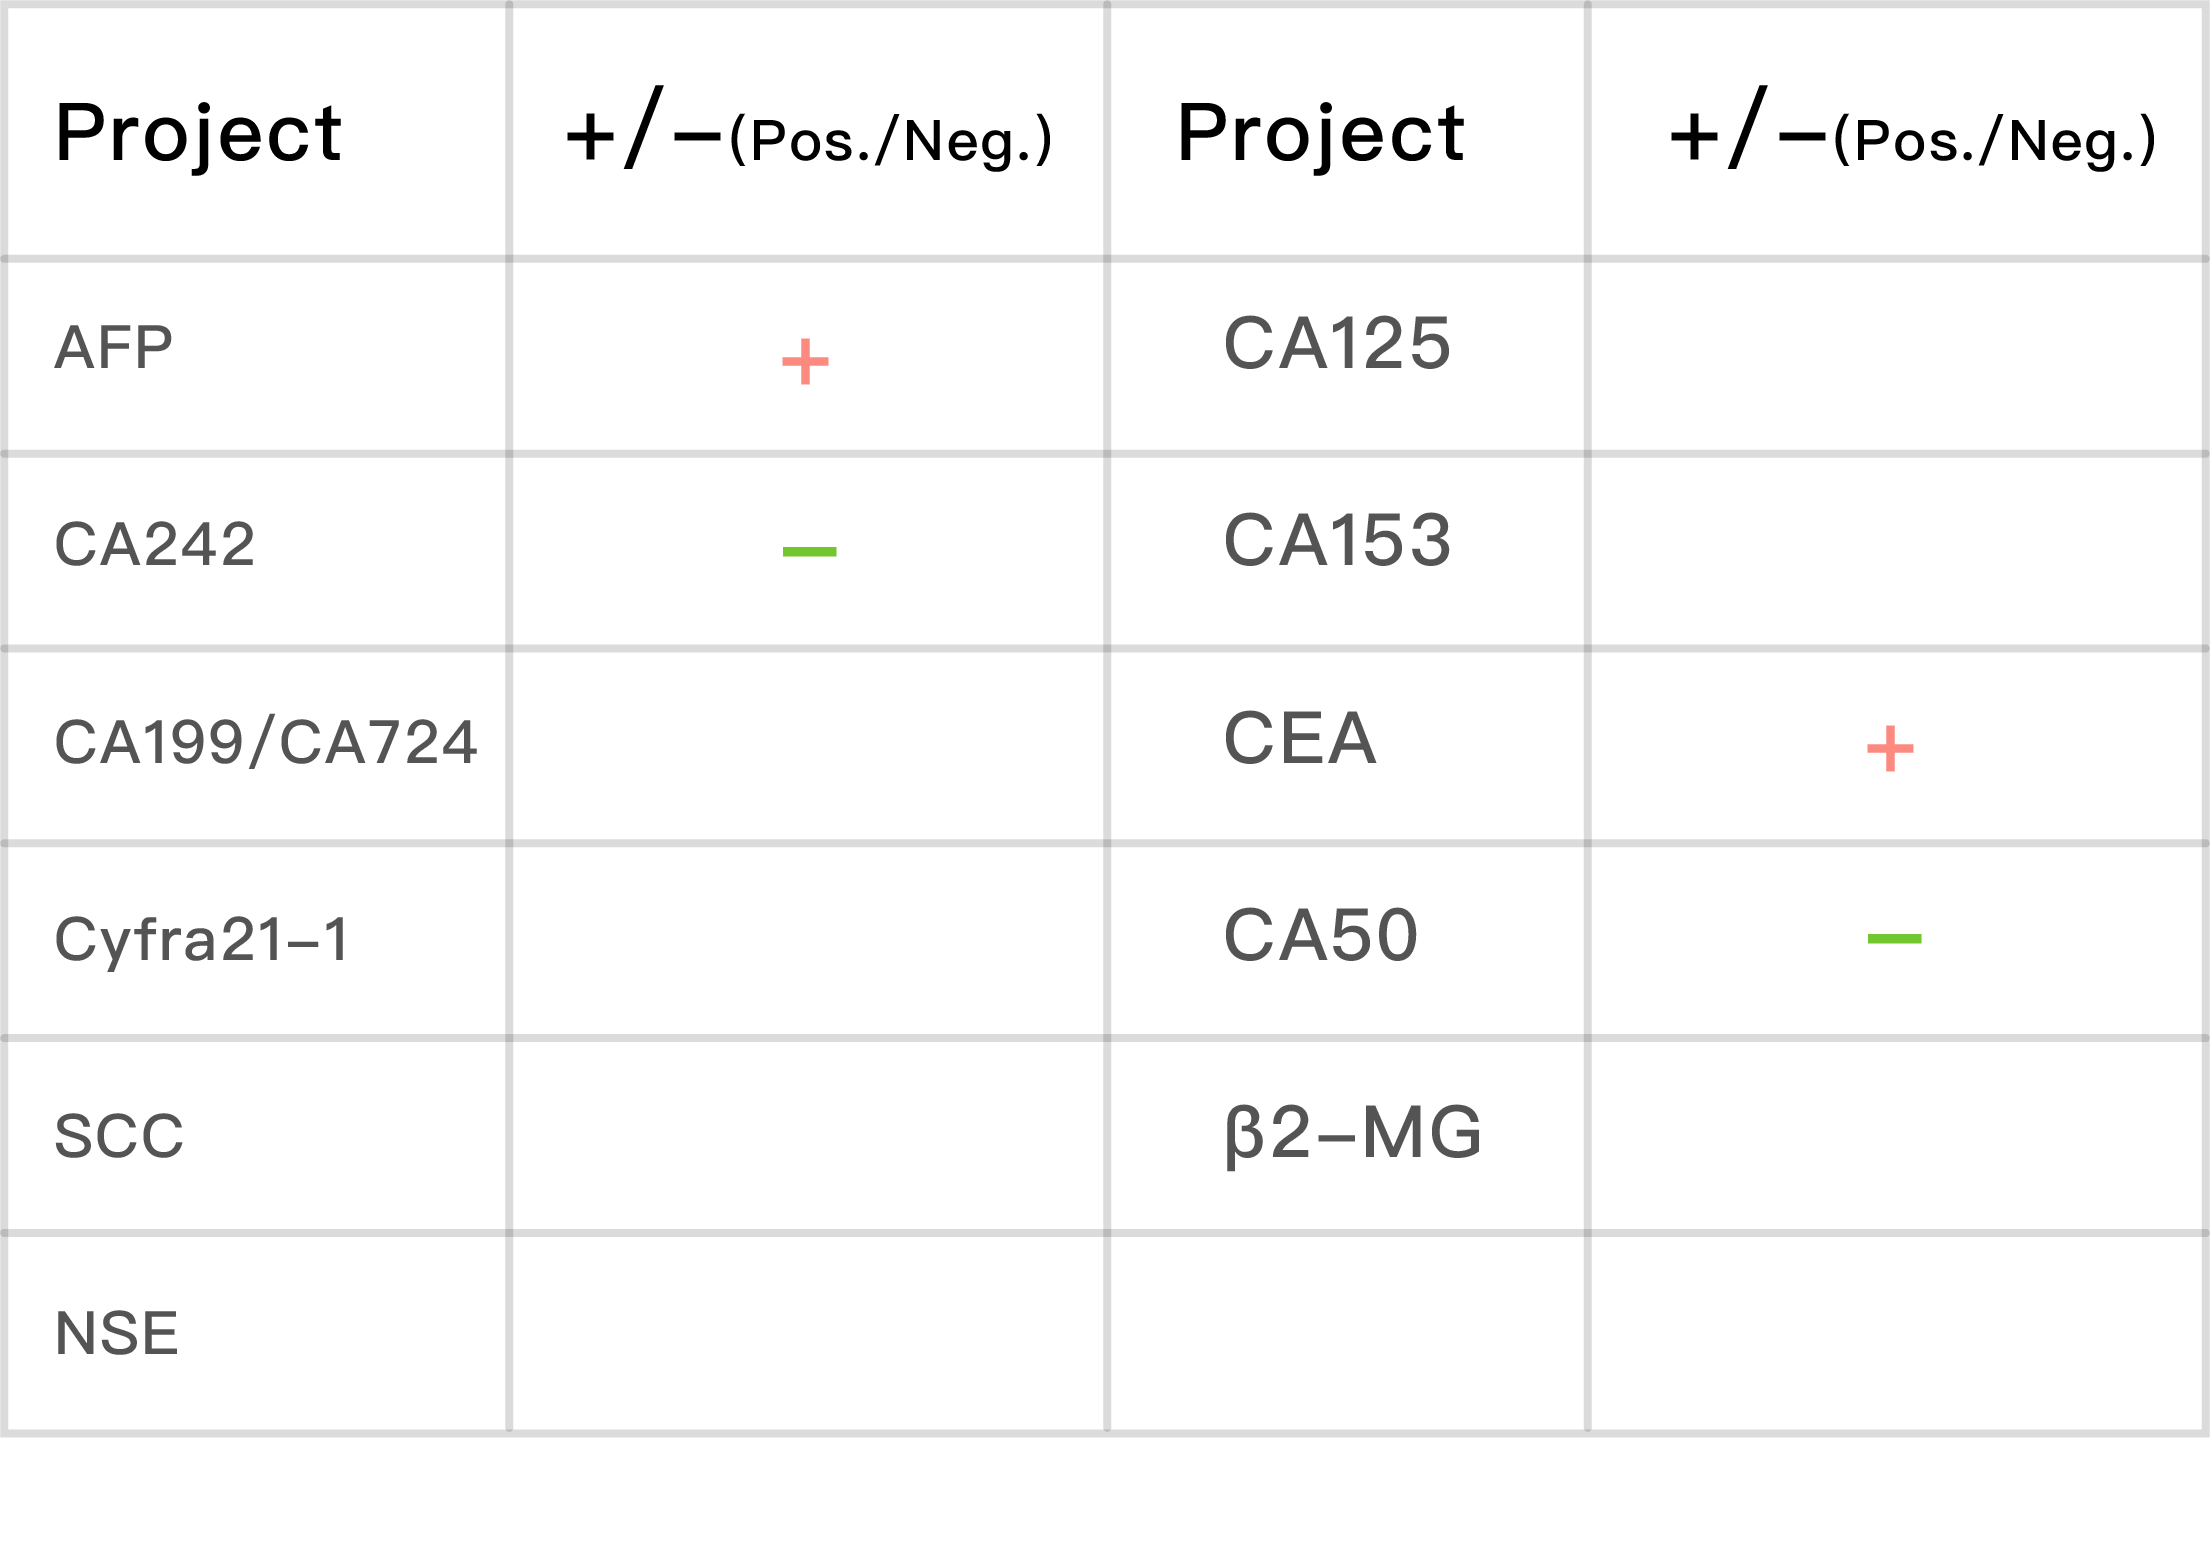 Project +/–(Pos./Neg.) Project +/–(Pos./Neg.)
AFP + CA125
CA242 – CA153
CA199/CA724 CEA +
Cyfra21–1 CA50 –
SCC β2–MG
NSE